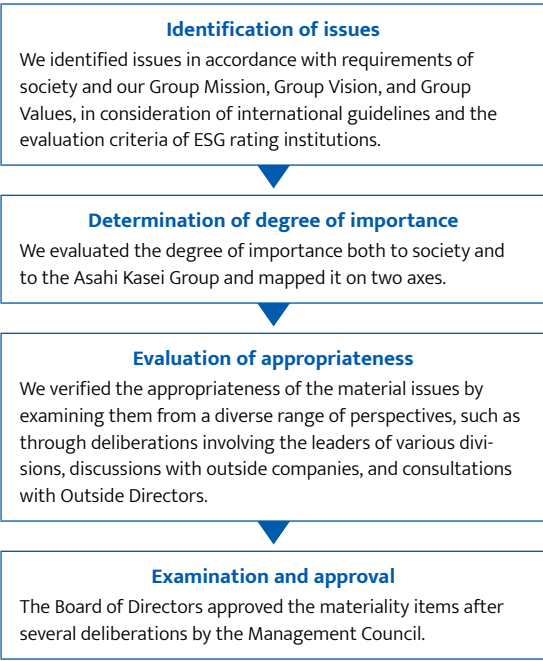 Identification of issues
We identified issues in accordance with requirements of
society and our Group Mission, Group Vision, and Group
Values, in consideration of international guidelines and the
evaluation criteria of ESG rating institutions.
Determination of degree of importance
We evaluated the degree of importance both to society and
to the Asahi Kasei Group and mapped it on two axes.
Evaluation of appropriateness
We verified the appropriateness of the material issues by
examining them from a diverse range of perspectives, such as
through deliberations involving the leaders of various divi-
sions, discussions with outside companies, and consultations
with Outside Directors.
Examination and approval
The Board of Directors approved the materiality items after
several deliberations by the Management Council.